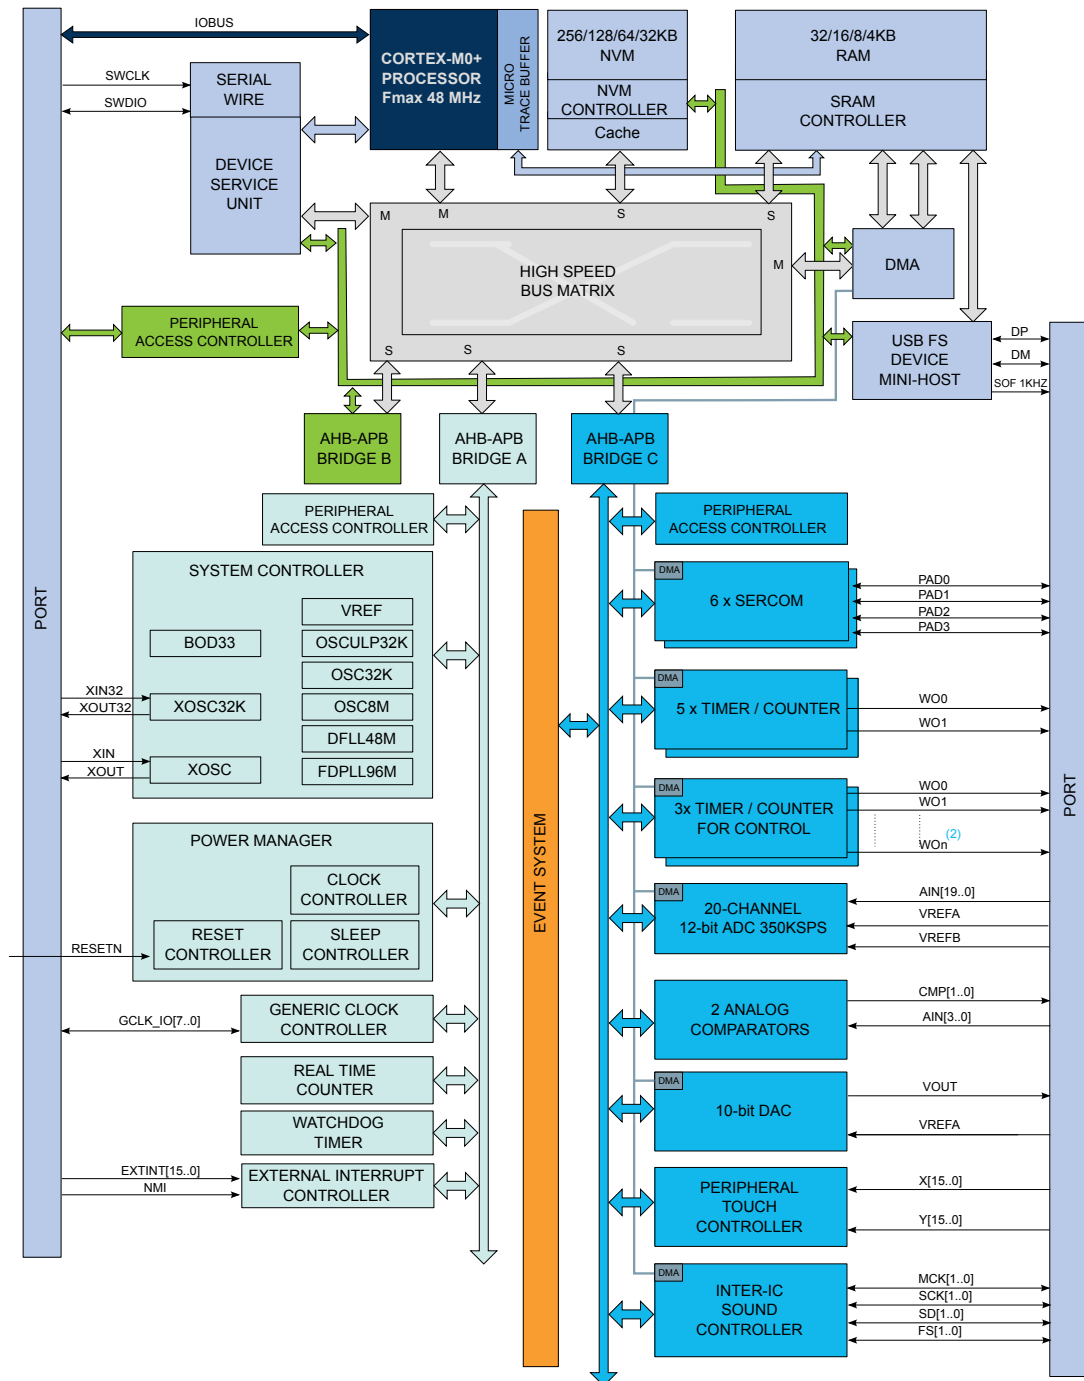 IOBUS
SWCLK
SWDIO
SERIAL
WIRE
DEVICE
SERVICE
UNIT
CORTEX-M0+
PROCESSOR
Fmax 48 MHz
MICRO
TRACE BUFFER
256/128/64/32KB
NVM
NVM
CONTROLLER
Cache
32/16/8/4KB
RAM
SRAM
CONTROLLER
M
M
S
S
M
HIGH SPEED
BUS MATRIX
S
S
S
DMA
PERIPHERAL
ACCESS CONTROLLER
USB FS
DEVICE
MINI-HOST
DP
DM
SOF 1KHZ
AHB-APB
BRIDGE B
AHB-APB
BRIDGE A
AHB-APB
BRIDGE C
PERIPHERAL
ACCESS CONTROLLER
PERIPHERAL
ACCESS CONTROLLER
PORT
SYSTEM CONTROLLER
VREF
BOD33
OSCULP32K
OSC32K
XOSC32K
OSC8M
DFLL48M
XOSC
FDPLL96M
XIN32
XOUT32
XIN
XOUT
POWER MANAGER
CLOCK
CONTROLLER
RESET
CONTROLLER
SLEEP
CONTROLLER
RESETN
GCLK_IO[7..0]
GENERIC CLOCK
CONTROLLER
REAL TIME
COUNTER
WATCHDOG
TIMER
EXTINT[15..0]
NMI
EXTERNAL INTERRUPT
CONTROLLER
EVENT SYSTEM
DMA
6 x SERCOM
PAD0
PAD1
PAD2
PAD3
DMA
5 x TIMER / COUNTER
WO0
WO1
DMA
3x TIMER / COUNTER
FOR CONTROL
WO0
WO1
(2)
WOn
DMA
20-CHANNEL
12-bit ADC 350KSPS
AIN[19..0]
VREFA
VREFB
2 ANALOG
COMPARATORS
CMP[1..0]
AIN[3..0]
DMA
10-bit DAC
VOUT
VREFA
PERIPHERAL
TOUCH
CONTROLLER
X[15..0]
Y[15..0]
DMA
INTER-IC
SOUND
CONTROLLER
MCK[1..0]
SCK[1..0]
SD[1..0]
FS[1..0]
PORT